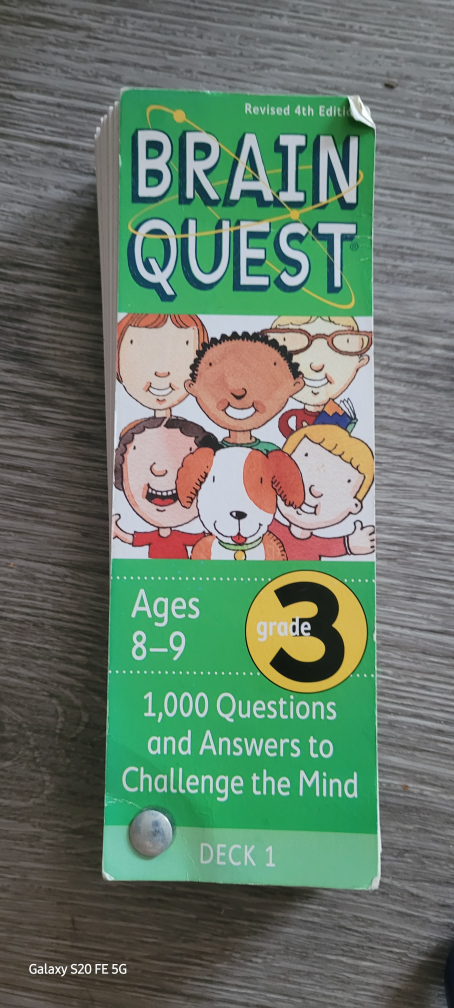 Revised 4th
BRAIN
QUEST®
Ages
8–9
grade 3
1,000 Questions
and Answers to
Challenge the Mind
DECK 1
Galaxy S20 FE 5G